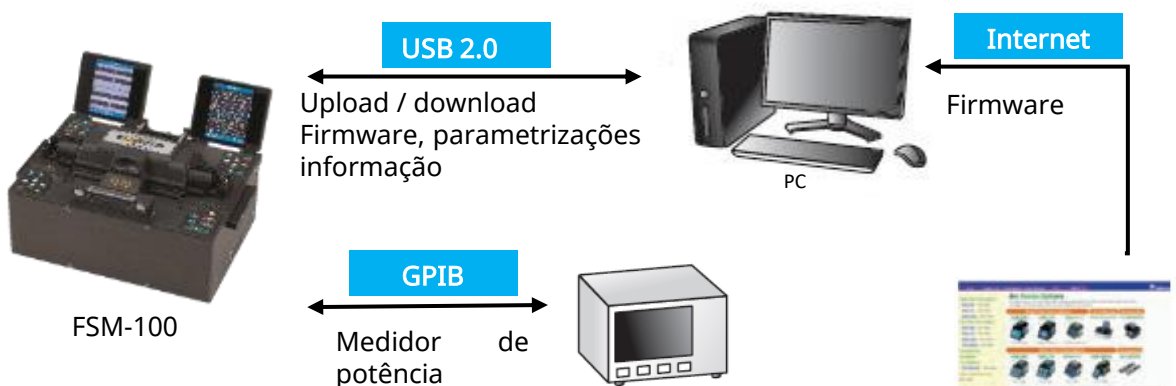 USB 2.0
Internet
Upload / download
Firmware, parametrizações
informação
Firmware
PC
GPIB
FSM-100
Medidor de
potência